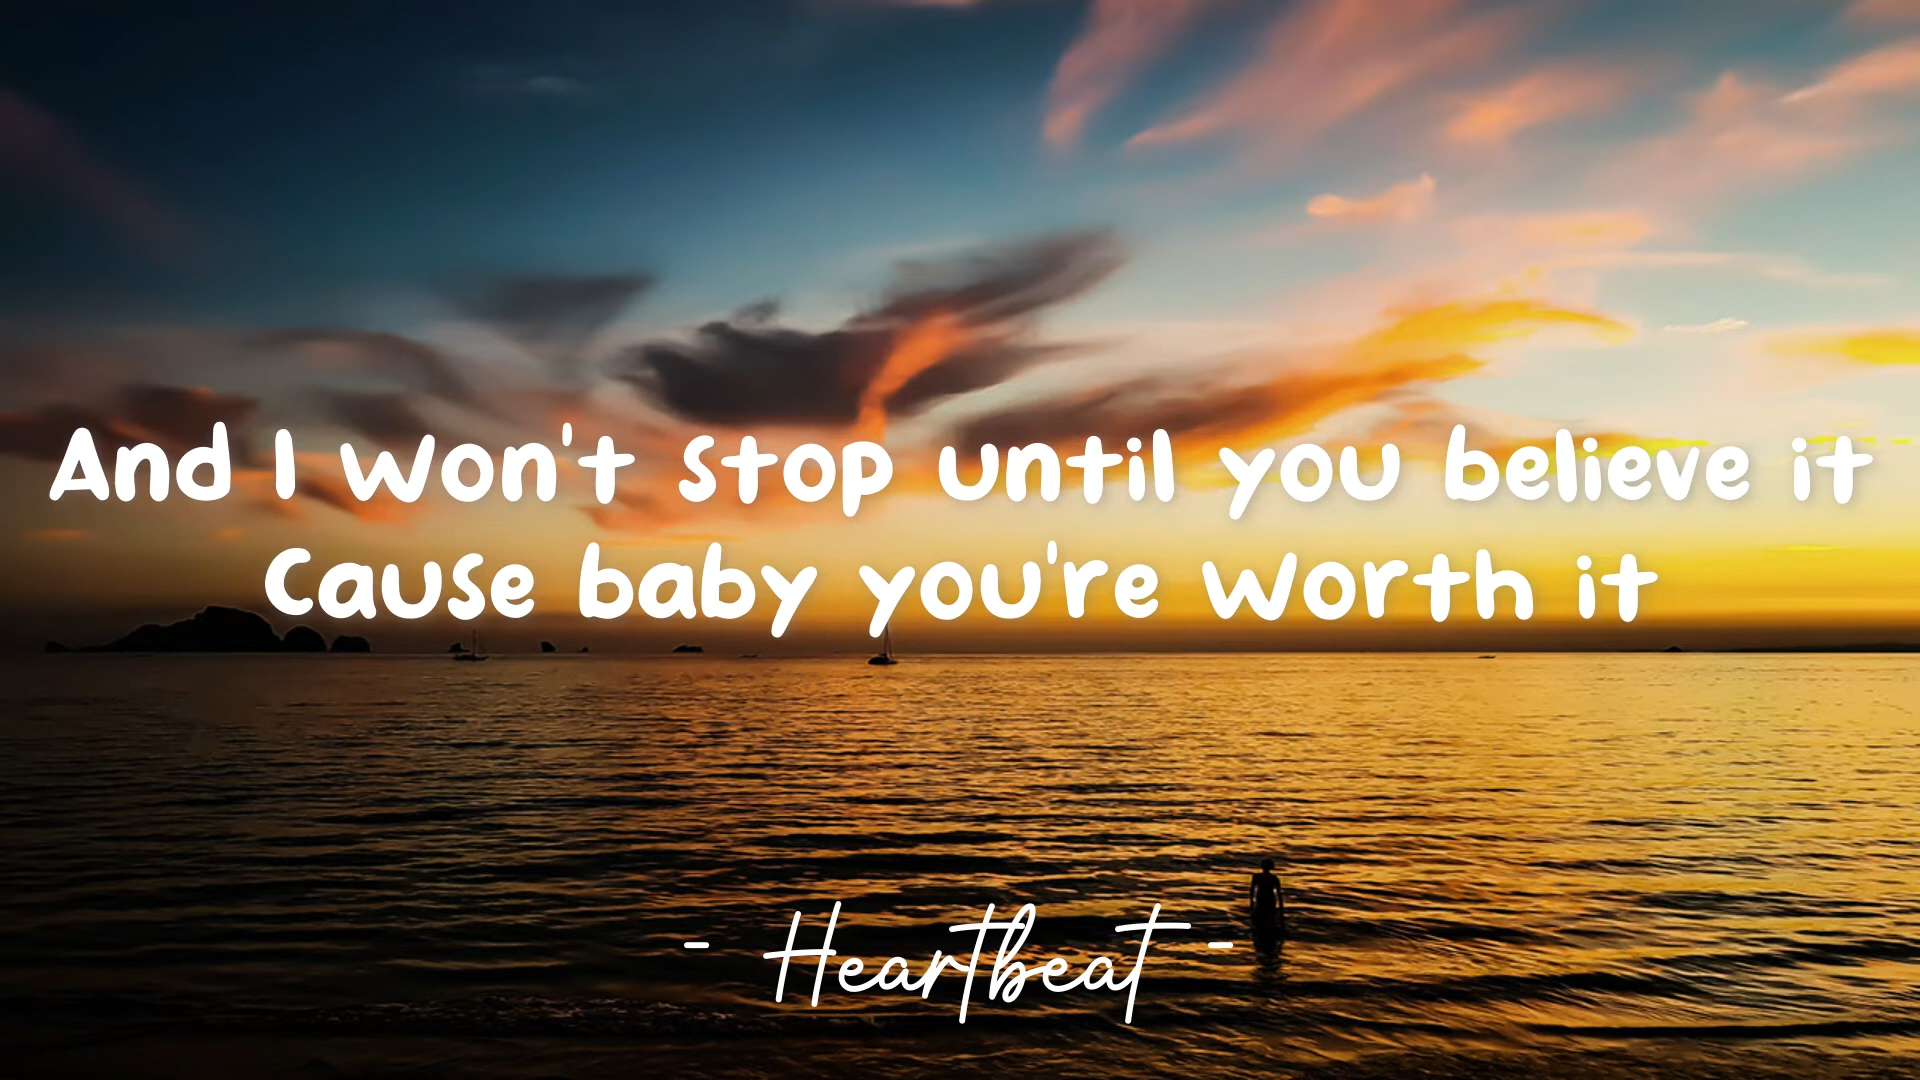 And I won't stop until you believe it
Cause baby you're worth it
- Heartbeat -